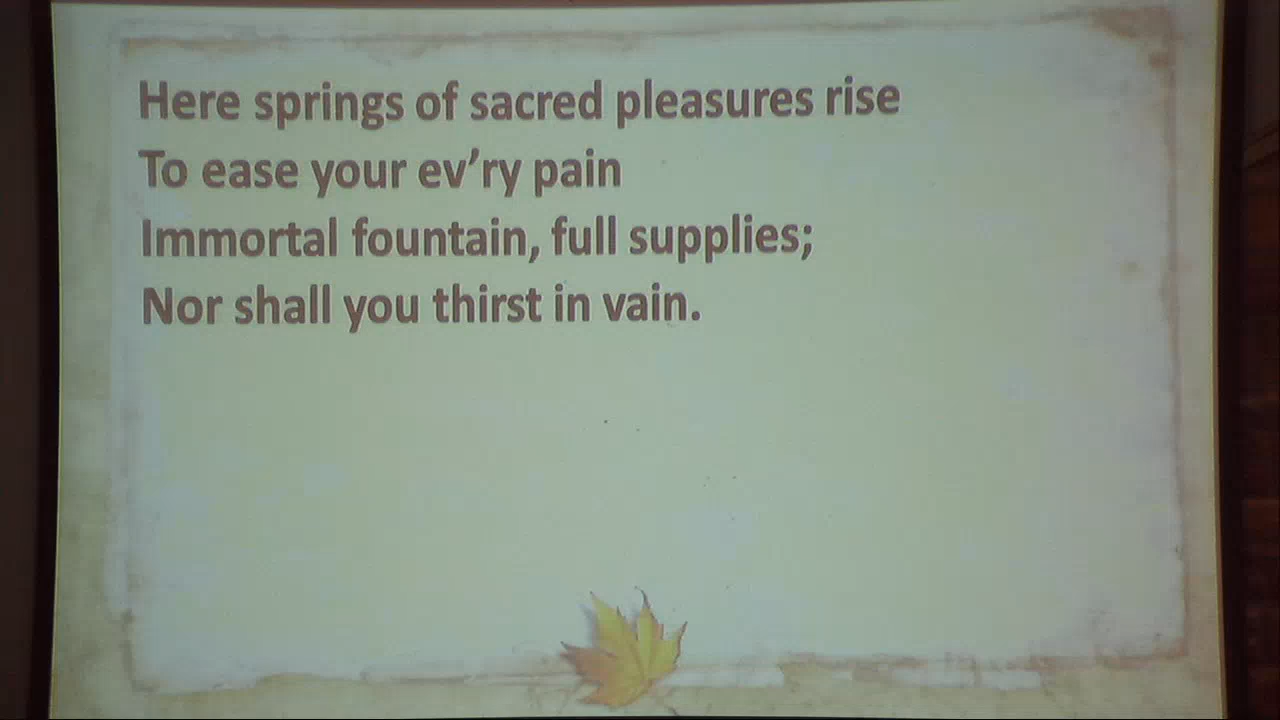 Here springs of sacred pleasures rise
To ease your ev’ry pain
Immortal fountain, full supplies;
Nor shall you thirst in vain.